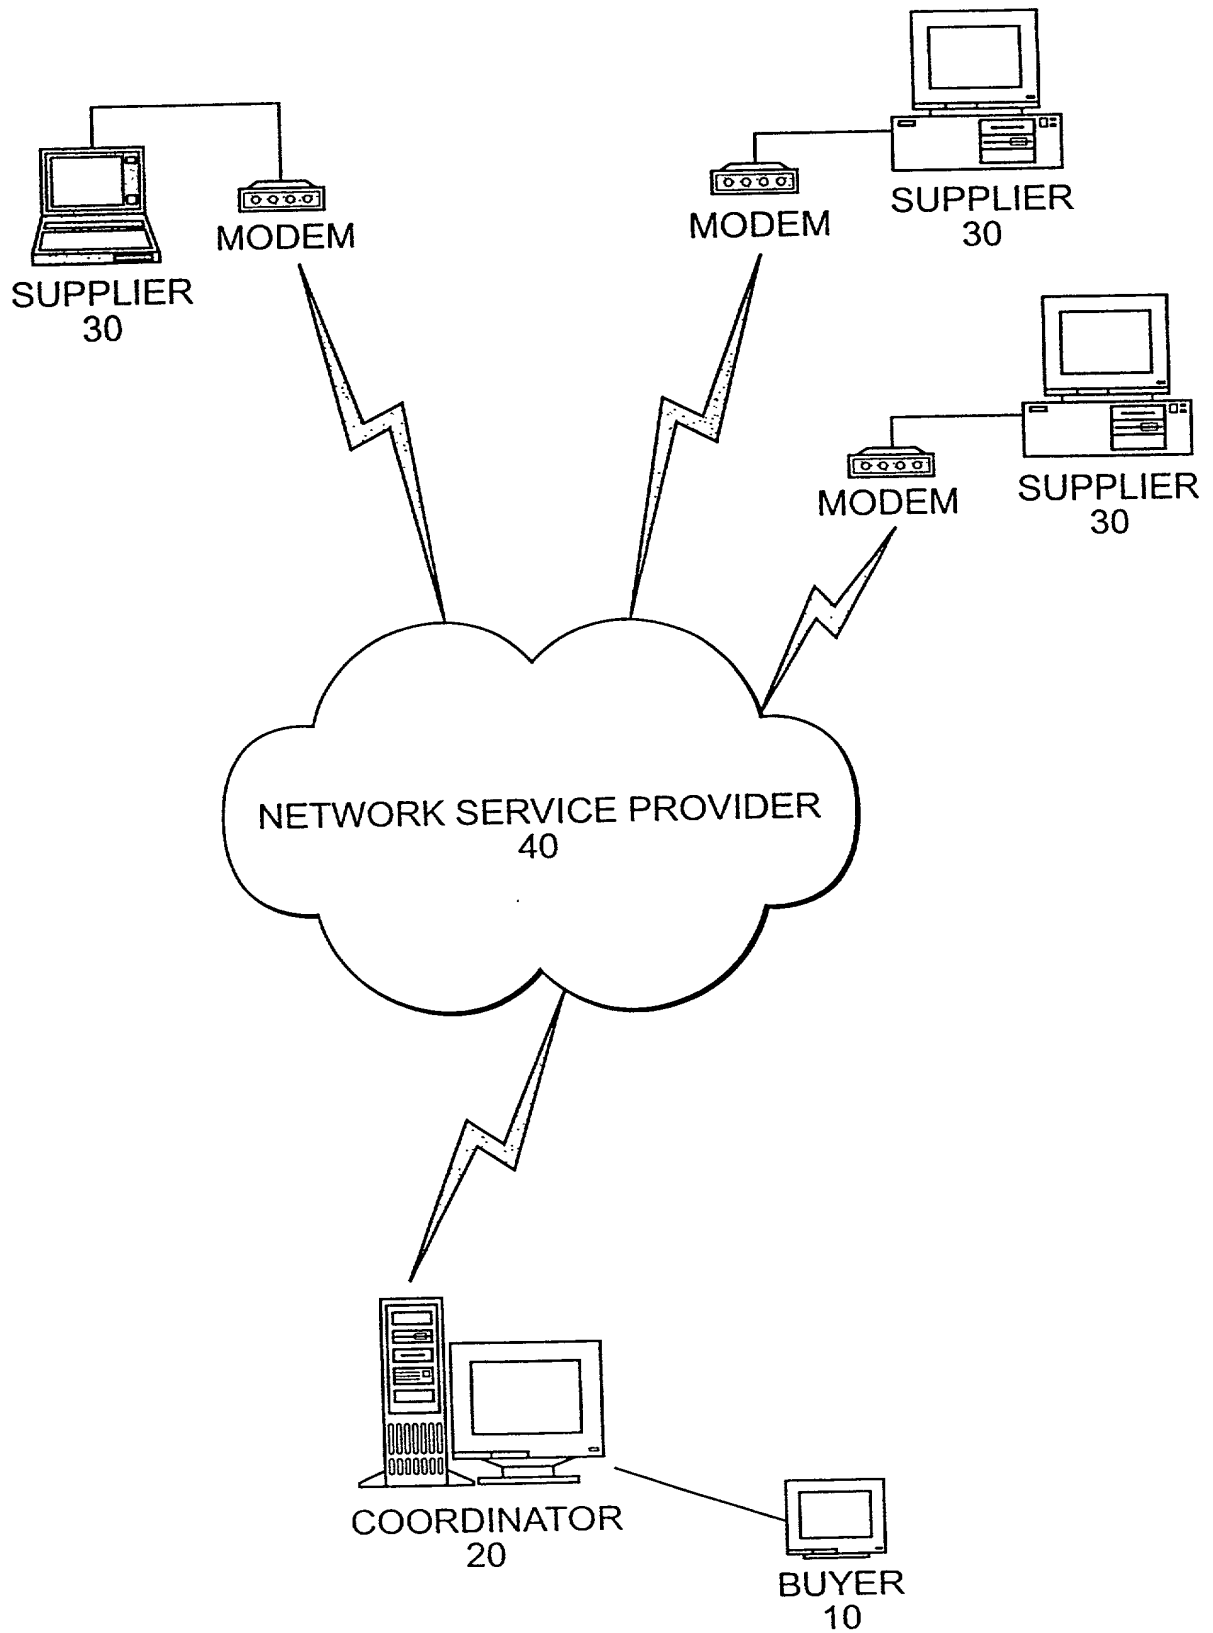 SUPPLIER
30
MODEM
MODEM
SUPPLIER
30
MODEM
SUPPLIER
30
NETWORK SERVICE PROVIDER
40
COORDINATOR
20
BUYER
10